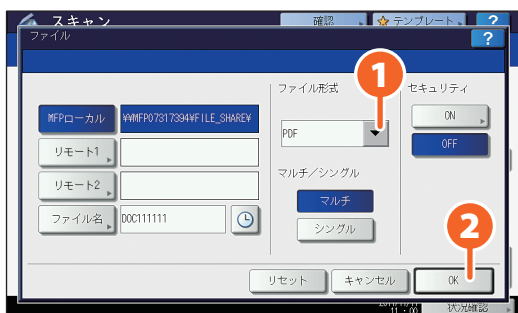 スキャン
確認
テンプレート
?
ファイル
?
1
ファイル形式
セキュリティ
MFPローカル
¥¥MFP07317394¥FILE_SHARE¥
ON
PDF
OFF
リモート1
マルチ/シングル
リモート2
マルチ
ファイル名
DOC111111
シングル
2
リセット
キャンセル
OK
11:00
状況確認